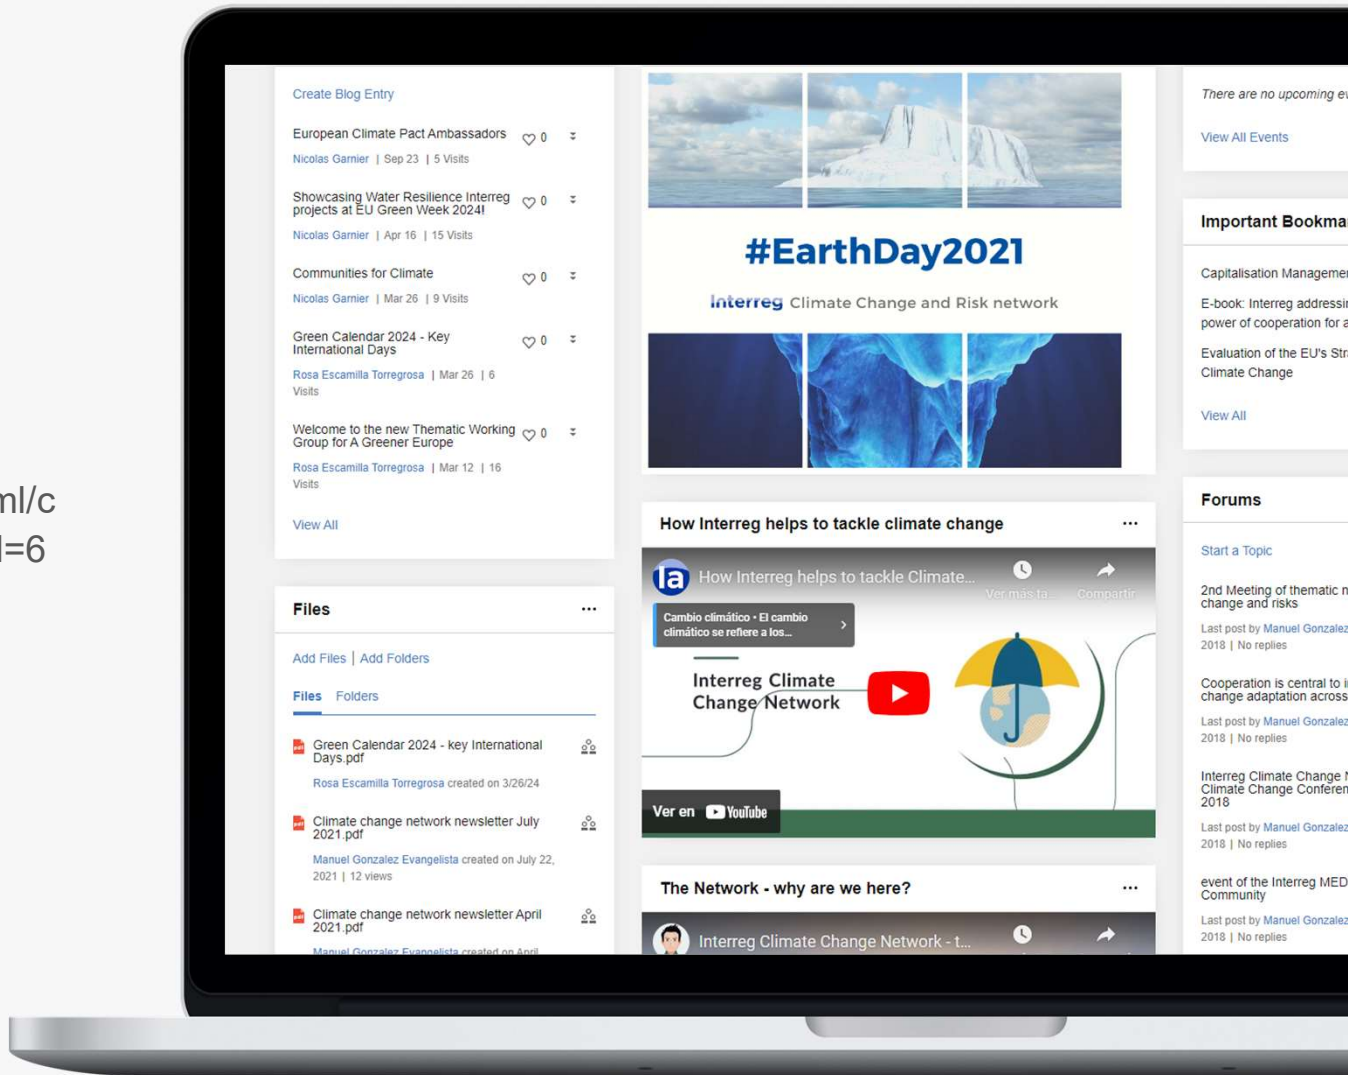 ml/c
l=6
Create Blog Entry
European Climate Pact Ambassadors
0
Nicolas Garnier | Sep 23 | 5 Visits
Showcasing Water Resilience Interreg
projects at EU Green Week 2024!
0
Nicolas Garnier | Apr 16 | 15 Visits
Communities for Climate
0
Nicolas Garnier | Mar 26 | 9 Visits
Green Calendar 2024 - Key
International Days
0
Rosa Escamilla Torregrosa | Mar 26 | 6
Visits
Welcome to the new Thematic Working
Group for A Greener Europe
0
Rosa Escamilla Torregrosa | Mar 12 | 16
Visits
View All
Files
Add Files | Add Folders
Files Folders
Green Calendar 2024 - key International
Days.pdf
Rosa Escamilla Torregrosa created on 3/26/24
Climate change network newsletter July
2021.pdf
Manuel Gonzalez Evangelista created on July 22,
2021 | 12 views
Climate change network newsletter April
2021.pdf
Manuel Gonzalez Evangelista created on April
#EarthDay2021
Interreg Climate Change and Risk network
How Interreg helps to tackle climate change
Ia How Interreg helps to tackle Climate...
Ver más ta... Compartir
Cambio climático • El cambio
climático se refiere a los...
Interreg Climate
Change Network
Ver en YouTube
The Network - why are we here?
Interreg Climate Change Network - t...
There are no upcoming ev
View All Events
Important Bookma
Capitalisation Managemen
E-book: Interreg addressin
power of cooperation for a
Evaluation of the EU's Stra
Climate Change
View All
Forums
Start a Topic
2nd Meeting of thematic n
change and risks
Last post by Manuel Gonzalez
2018 | No replies
Cooperation is central to i
change adaptation across
Last post by Manuel Gonzalez
2018 | No replies
Interreg Climate Change N
Climate Change Conferen
2018
Last post by Manuel Gonzalez
2018 | No replies
event of the Interreg MED
Community
Last post by Manuel Gonzalez
2018 | No replies